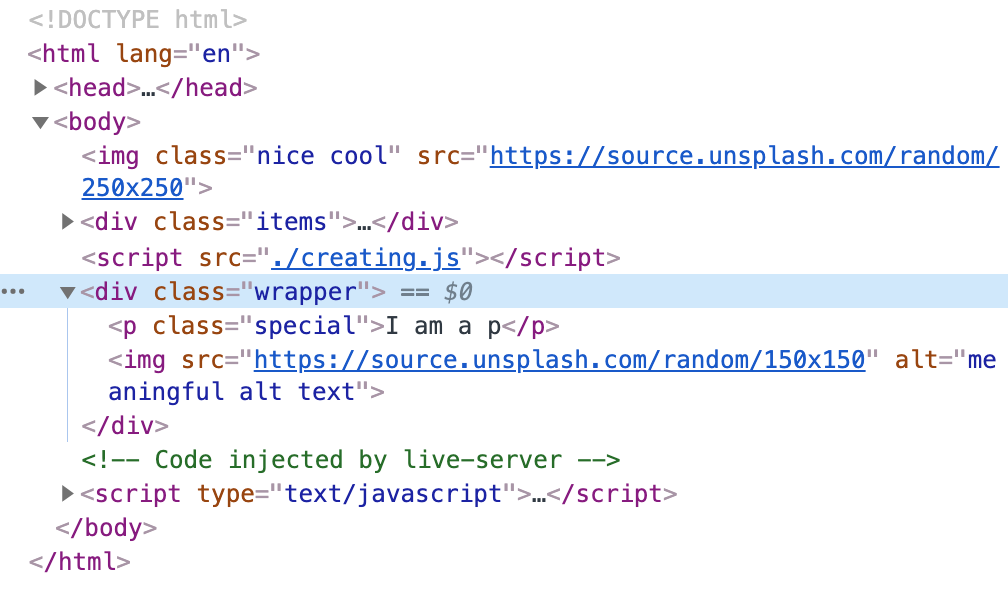 <!DOCTYPE html>
<html lang="en">
▶<head>…</head>
▼<body>
<img class="nice cool" src="https://source.unsplash.com/random/
250x250">
▶<div class="items">…</div>
<script src="./creating.js"></script>
••• ▼<div class="wrapper"> == $0
<p class="special">I am a p</p>
<img src="https://source.unsplash.com/random/150x150" alt="me
aningful alt text">
</div>
<!-- Code injected by live-server -->
▶<script type="text/javascript">…</script>
</body>
</html>